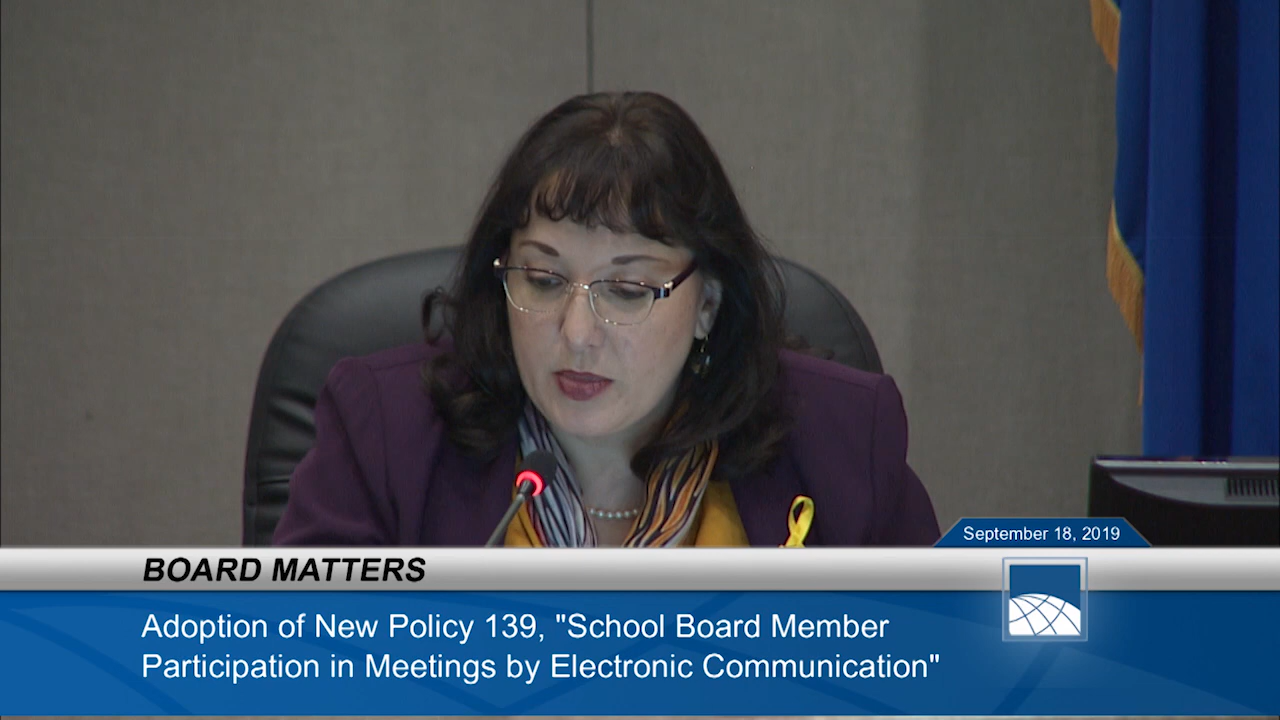 September 18, 2019
BOARD MATTERS
Adoption of New Policy 139, "School Board Member
Participation in Meetings by Electronic Communication"